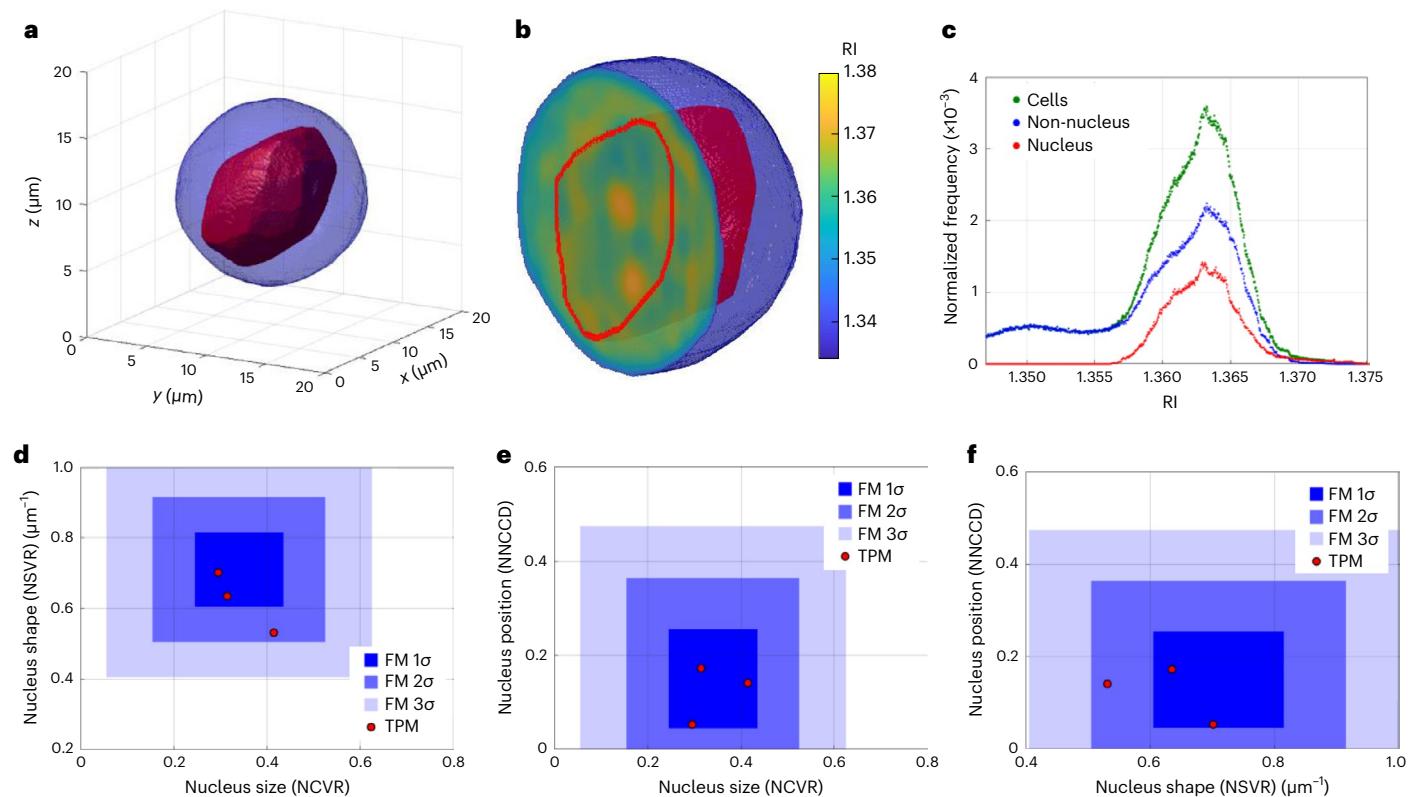 a
20
15
10
5
0
z (μm)
0
5
10
15
20
y (μm)
0
5
10
15
20
x (μm)
b
RI
1.38
1.37
1.36
1.35
1.34
c
4
3
2
1
0
Normalized frequency (×10⁻³)
Cells
Non-nucleus
Nucleus
1.350
1.355
1.360
1.365
1.370
1.375
RI
d
1.0
0.8
0.6
0.4
0.2
Nucleus shape (NSVR) (μm⁻¹)
FM 1σ
FM 2σ
FM 3σ
TPM
0
0.2
0.4
0.6
0.8
Nucleus size (NCVR)
e
0.6
0.4
0.2
0
Nucleus position (NNCCD)
FM 1σ
FM 2σ
FM 3σ
TPM
0
0.2
0.4
0.6
0.8
Nucleus size (NCVR)
f
0.6
0.4
0.2
0
Nucleus position (NNCCD)
FM 1σ
FM 2σ
FM 3σ
TPM
0.4
0.6
0.8
1.0
Nucleus shape (NSVR) (μm⁻¹)